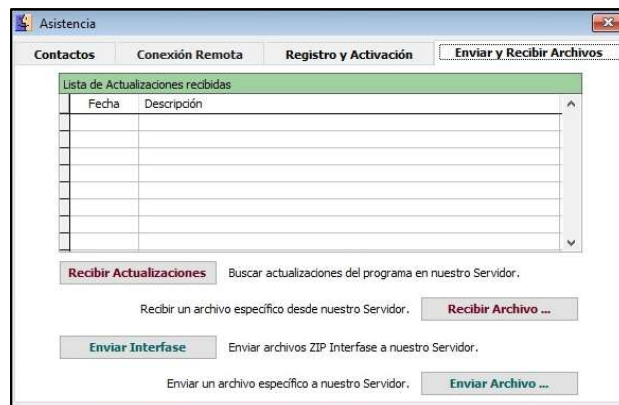 Asistencia
Contactos Conexión Remota Registro y Activación Enviar y Recibir Archivos
Lista de Actualizaciones recibidas
Fecha Descripción
Recibir Actualizaciones Buscar actualizaciones del programa en nuestro Servidor.
Recibir un archivo específico desde nuestro Servidor. Recibir Archivo ...
Enviar Interfase Enviar archivos ZIP Interfase a nuestro Servidor.
Enviar un archivo específico a nuestro Servidor. Enviar Archivo ...